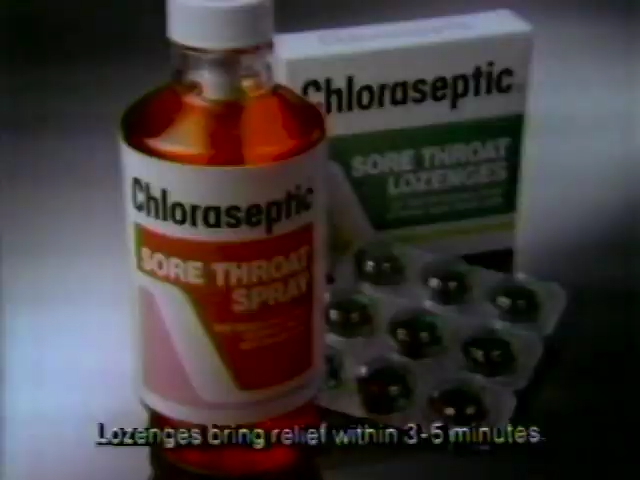 Chloraseptic
SORE THROAT
SPRAY
Chloraseptic
SORE THROAT
LOZENGES
Lozenges bring relief within 3-5 minutes.